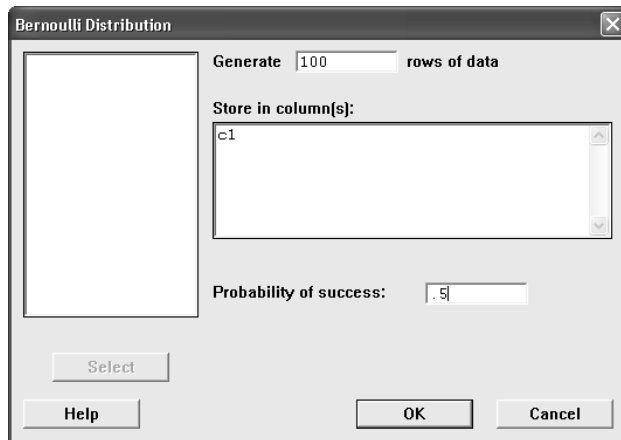 Bernoulli Distribution
Generate 100 rows of data
Store in column(s):
c1
Probability of success: .5
Select
Help OK Cancel